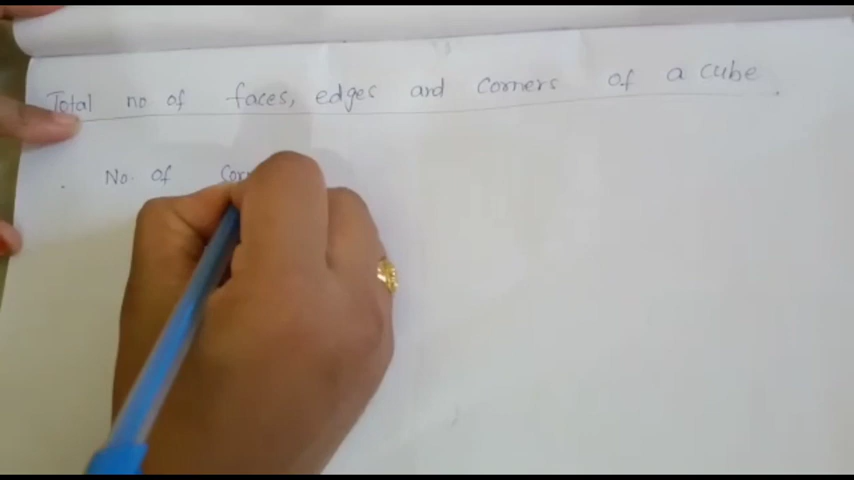 Total no of faces, edges and corners of a cube.
. No. of